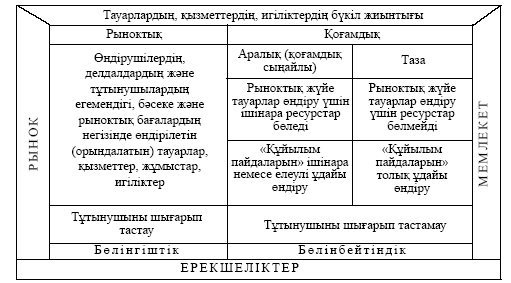 Тауарлардың, қызметтердің, игіліктердің бүкіл жиынтығы
РЫНОК
Рыноктық
Қоғамдық
Өндірушілердің,
делдалдардың және
тұтынушылардың
егемендігі, бәсеке және
рыноктық бағалардың
негізінде өндірілетін
(орындалатын) тауарлар,
қызметтер, жұмыстар,
игіліктер
Аралық (қоғамдық
сыңайлы)
Таза
Рыноктық жүйе
тауарлар өндіру үшін
ішінара ресурстар
бөледі
Рыноктық жүйе
тауарлар өндіру
үшін ресурстар
бөлмейді
«Құйылым
пайдаларын» ішінара
немесе елеулі ұдайы
өндіру
«Құйылым
пайдаларын»
толық ұдайы
өндіру
Тұтынушыны шығарып
тастау
Тұтынушыны шығарып тастамау
Бөлінгіштік
Бөлінбейтіндік
МЕМЛЕКЕТ
ЕРЕКШЕЛІКТЕР